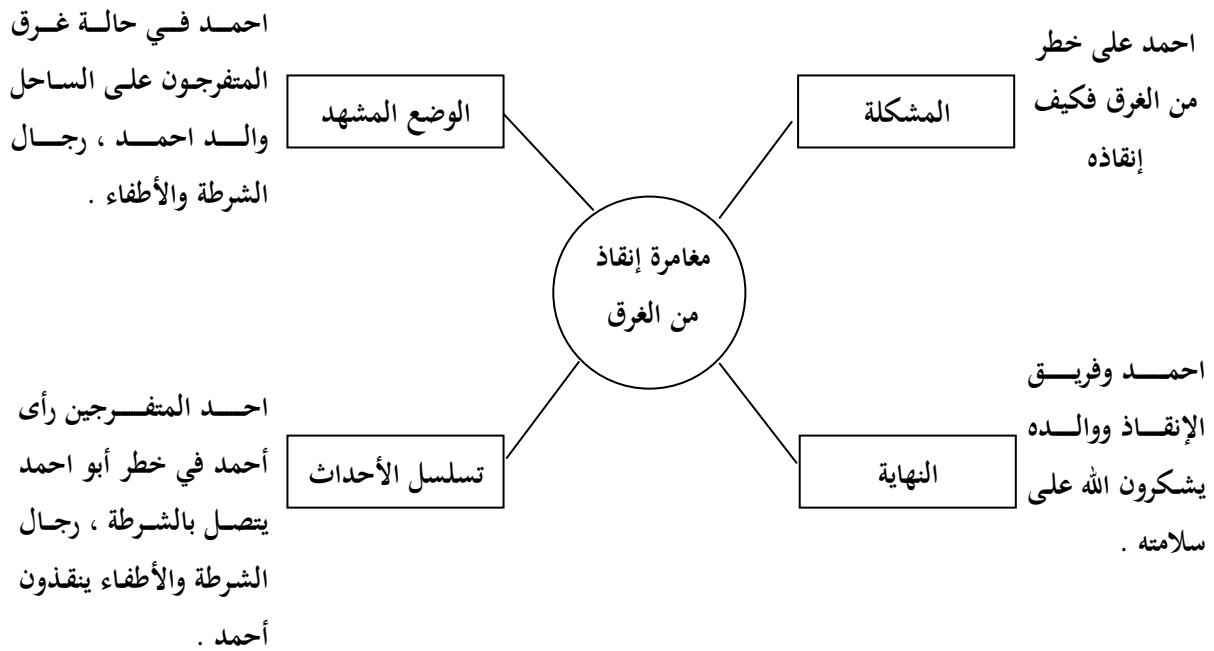 احمد على خطر
من الغرق فكيف
إنقاذه
المشكلة
الوضع المشهد
احمد في حالة غرق
المتفرجون على الساحل
والد احمد ، رجال
الشرطة والأطفاء .
مغامرة إنقاذ
من الغرق
احمد وفريق
الإنقاذ ووالده
يشكرون الله على
سلامته .
النهاية
تسلسل الأحداث
احد المتفرجين رأى
أحمد في خطر أبو احمد
يتصل بالشرطة ، رجال
الشرطة والأطفاء ينقذون
أحمد .